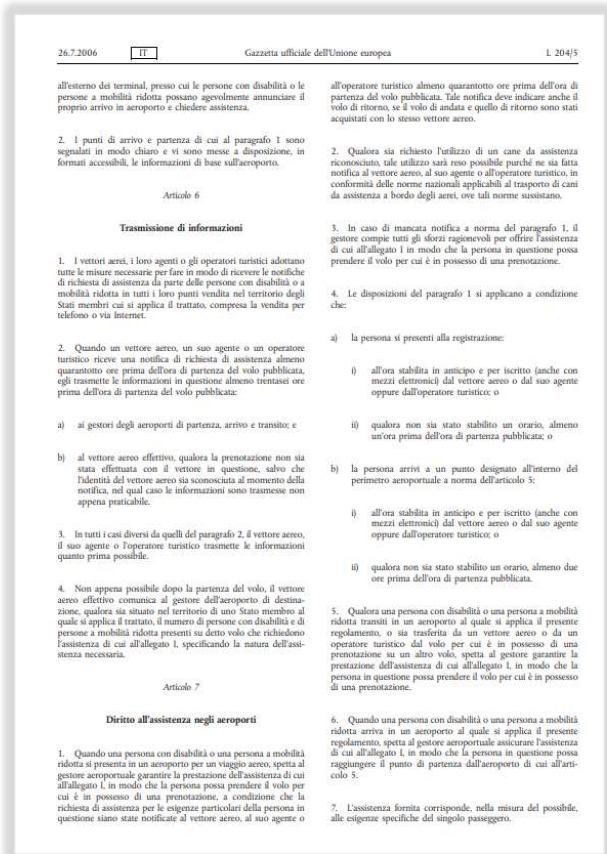 26.7.2006
IT
Gazzetta ufficiale dell'Unione europea
L 204/5
all'esterno dei terminal, presso cui le persone con disabilità o le
persone a mobilità ridotta possano agevolmente annunciare il
proprio arrivo in aeroporto e chiedere assistenza.
2. I punti di arrivo e partenza di cui al paragrafo 1 sono
segnalati in modo chiaro e vi sono messe a disposizione, in
formati accessibili, le informazioni di base sull'aeroporto.
Articolo 6
Trasmissione di informazioni
1. I vettori aerei, i loro agenti o gli operatori turistici adottano
tutte le misure necessarie per fare in modo di ricevere le notifiche
di richiesta di assistenza da parte delle persone con disabilità o a
mobilità ridotta in tutti i loro punti vendita nel territorio degli
Stati membri cui si applica il trattato, compresa la vendita per
telefono o via Internet.
2. Quando un vettore aereo, un suo agente o un operatore
turistico riceve una notifica di richiesta di assistenza almeno
quarantotto ore prima dell'ora di partenza del volo pubblicata,
egli trasmette le informazioni in questione almeno trentasei ore
prima dell'ora di partenza del volo pubblicata:
a) ai gestori degli aeroporti di partenza, arrivo e transito; e
b) al vettore aereo effettivo, qualora la prenotazione non sia
stata effettuata con il vettore in questione, salvo che
l'identità del vettore aereo sia sconosciuta al momento della
notifica, nel qual caso le informazioni sono trasmesse non
appena praticabile.
3. In tutti i casi diversi da quelli del paragrafo 2, il vettore aereo,
il suo agente o l'operatore turistico trasmette le informazioni
quanto prima possibile.
4. Non appena possibile dopo la partenza del volo, il vettore
aereo effettivo comunica al gestore dell'aeroporto di destina-
zione, qualora sia situato nel territorio di uno Stato membro al
quale si applica il trattato, il numero di persone con disabilità e di
persone a mobilità ridotta presenti su detto volo che richiedono
l'assistenza di cui all'allegato I, specificando la natura dell'assi-
stenza necessaria.
Articolo 7
Diritto all'assistenza negli aeroporti
1. Quando una persona con disabilità o una persona a mobilità
ridotta si presenta in un aeroporto per un viaggio aereo, spetta al
gestore aeroportuale garantire la prestazione dell'assistenza di cui
all'allegato I, in modo che la persona possa prendere il volo per
cui è in possesso di una prenotazione, a condizione che la
richiesta di assistenza per le esigenze particolari della persona in
questione siano state notificate al vettore aereo, al suo agente o
all'operatore turistico almeno quarantotto ore prima dell'ora di
partenza del volo pubblicata. Tale notifica deve indicare anche il
volo di ritorno, se il volo di andata e quello di ritorno sono stati
acquistati con lo stesso vettore aereo.
2. Qualora sia richiesto l'utilizzo di un cane da assistenza
riconosciuto, tale utilizzo sarà reso possibile purché ne sia fatta
notifica al vettore aereo, al suo agente o all'operatore turistico, in
conformità delle norme nazionali applicabili al trasporto di cani
da assistenza a bordo degli aerei, ove tali norme sussistano.
3. In caso di mancata notifica a norma del paragrafo 1, il
gestore compie tutti gli sforzi ragionevoli per offrire l'assistenza
di cui all'allegato I in modo che la persona in questione possa
prendere il volo per cui è in possesso di una prenotazione.
4. Le disposizioni del paragrafo 1 si applicano a condizione
che:
a) la persona si presenti alla registrazione:
i) all'ora stabilita in anticipo e per iscritto (anche con
mezzi elettronici) dal vettore aereo o dal suo agente
oppure dall'operatore turistico; o
ii) qualora non sia stato stabilito un orario, almeno
un'ora prima dell'ora di partenza pubblicata; o
b) la persona arrivi a un punto designato all'interno del
perimetro aeroportuale a norma dell'articolo 5:
i) all'ora stabilita in anticipo e per iscritto (anche con
mezzi elettronici) dal vettore aereo o dal suo agente
oppure dall'operatore turistico; o
ii) qualora non sia stato stabilito un orario, almeno due
ore prima dell'ora di partenza pubblicata.
5. Qualora una persona con disabilità o una persona a mobilità
ridotta transiti in un aeroporto al quale si applica il presente
regolamento, o sia trasferita da un vettore aereo o da un
operatore turistico dal volo per cui è in possesso di una
prenotazione su un altro volo, spetta al gestore garantire la
prestazione dell'assistenza di cui all'allegato I, in modo che la
persona in questione possa prendere il volo per cui è in possesso
di una prenotazione.
6. Quando una persona con disabilità o una persona a mobilità
ridotta arriva in un aeroporto al quale si applica il presente
regolamento, spetta al gestore aeroportuale assicurare l'assistenza
di cui all'allegato I, in modo che la persona in questione possa
raggiungere il punto di partenza dall'aeroporto di cui all'arti-
colo 5.
7. L'assistenza fornita corrisponde, nella misura del possibile,
alle esigenze specifiche del singolo passeggero.